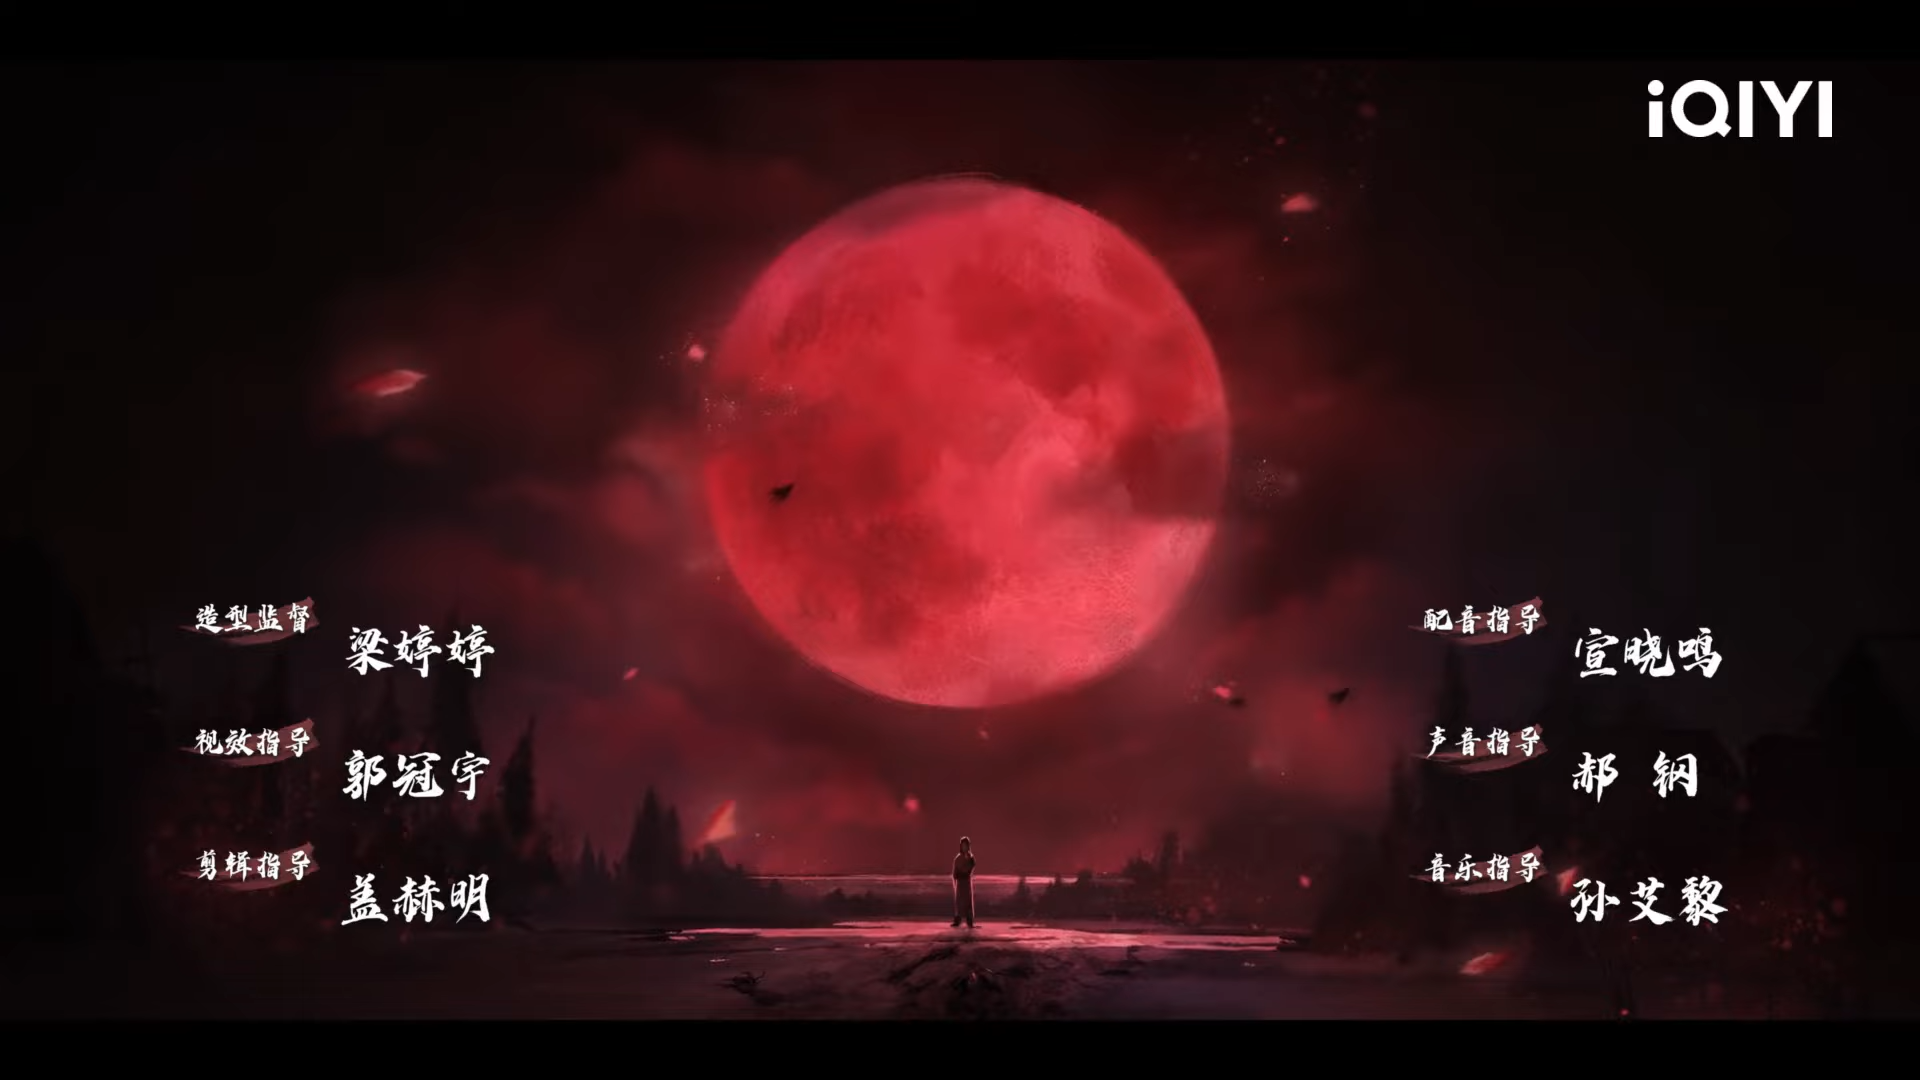 iQIYI
造型监督
梁婷婷
视效指导
郭冠宇
剪辑指导
盖赫明
配音指导
宣晓鸣
声音指导
郝 钢
音乐指导
孙艾黎